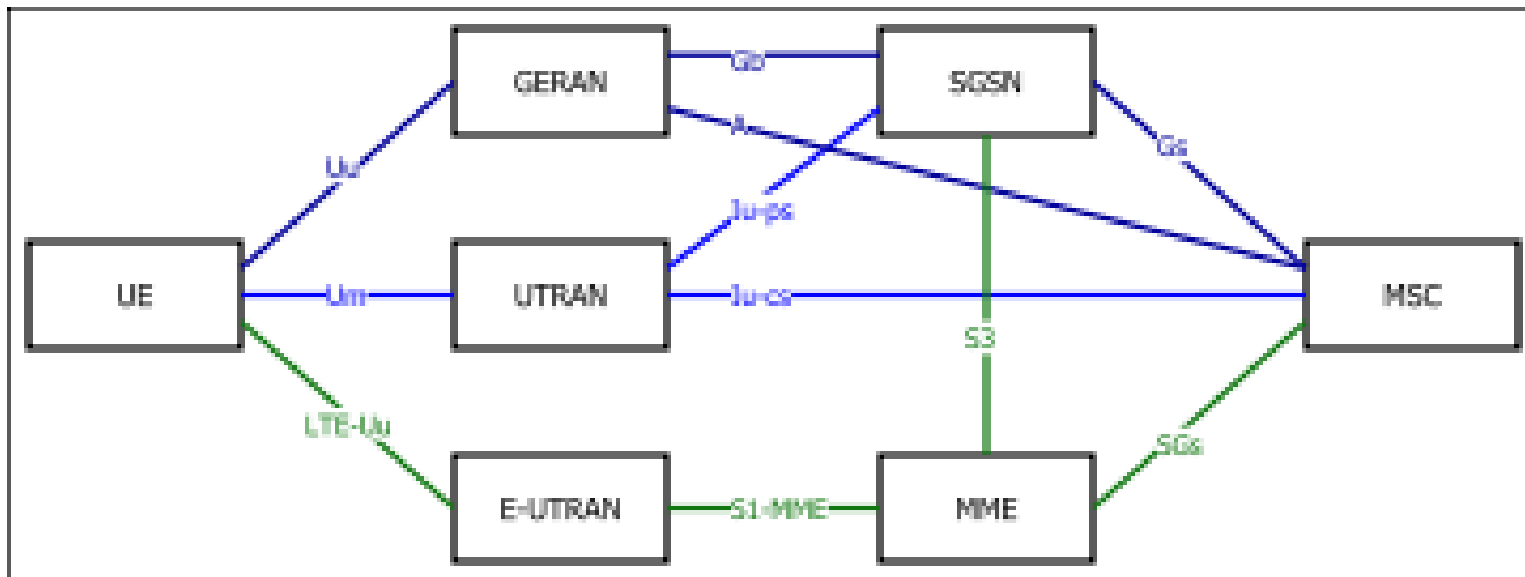 GERAN
Gb
SGSN
A
Gs
Uu
Iu-ps
UE
Um
UTRAN
Iu-cs
MSC
S3
LTE-Uu
SGs
E-UTRAN
S1-MME
MME